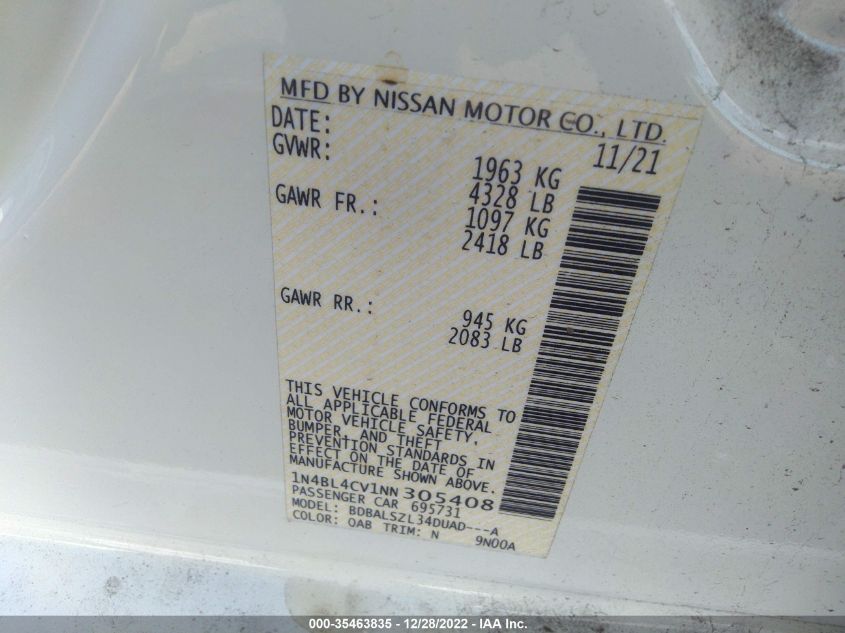 MFD BY NISSAN MOTOR CO., LTD.
DATE: 11/21
GVWR: 1963 KG
4328 LB
GAWR FR.: 1097 KG
2418 LB
GAWR RR.: 945 KG
2083 LB
THIS VEHICLE CONFORMS TO
ALL APPLICABLE FEDERAL
MOTOR VEHICLE SAFETY,
BUMPER, AND THEFT
PREVENTION STANDARDS IN
EFFECT ON THE DATE OF
MANUFACTURE SHOWN ABOVE.
1N4BL4CV1NN305408
PASSENGER CAR 695731
MODEL: BDBALSZL34DUAD---A
COLOR: QAB TRIM: N 9N00A
000-35463835 - 12/28/2022 - IAA Inc.